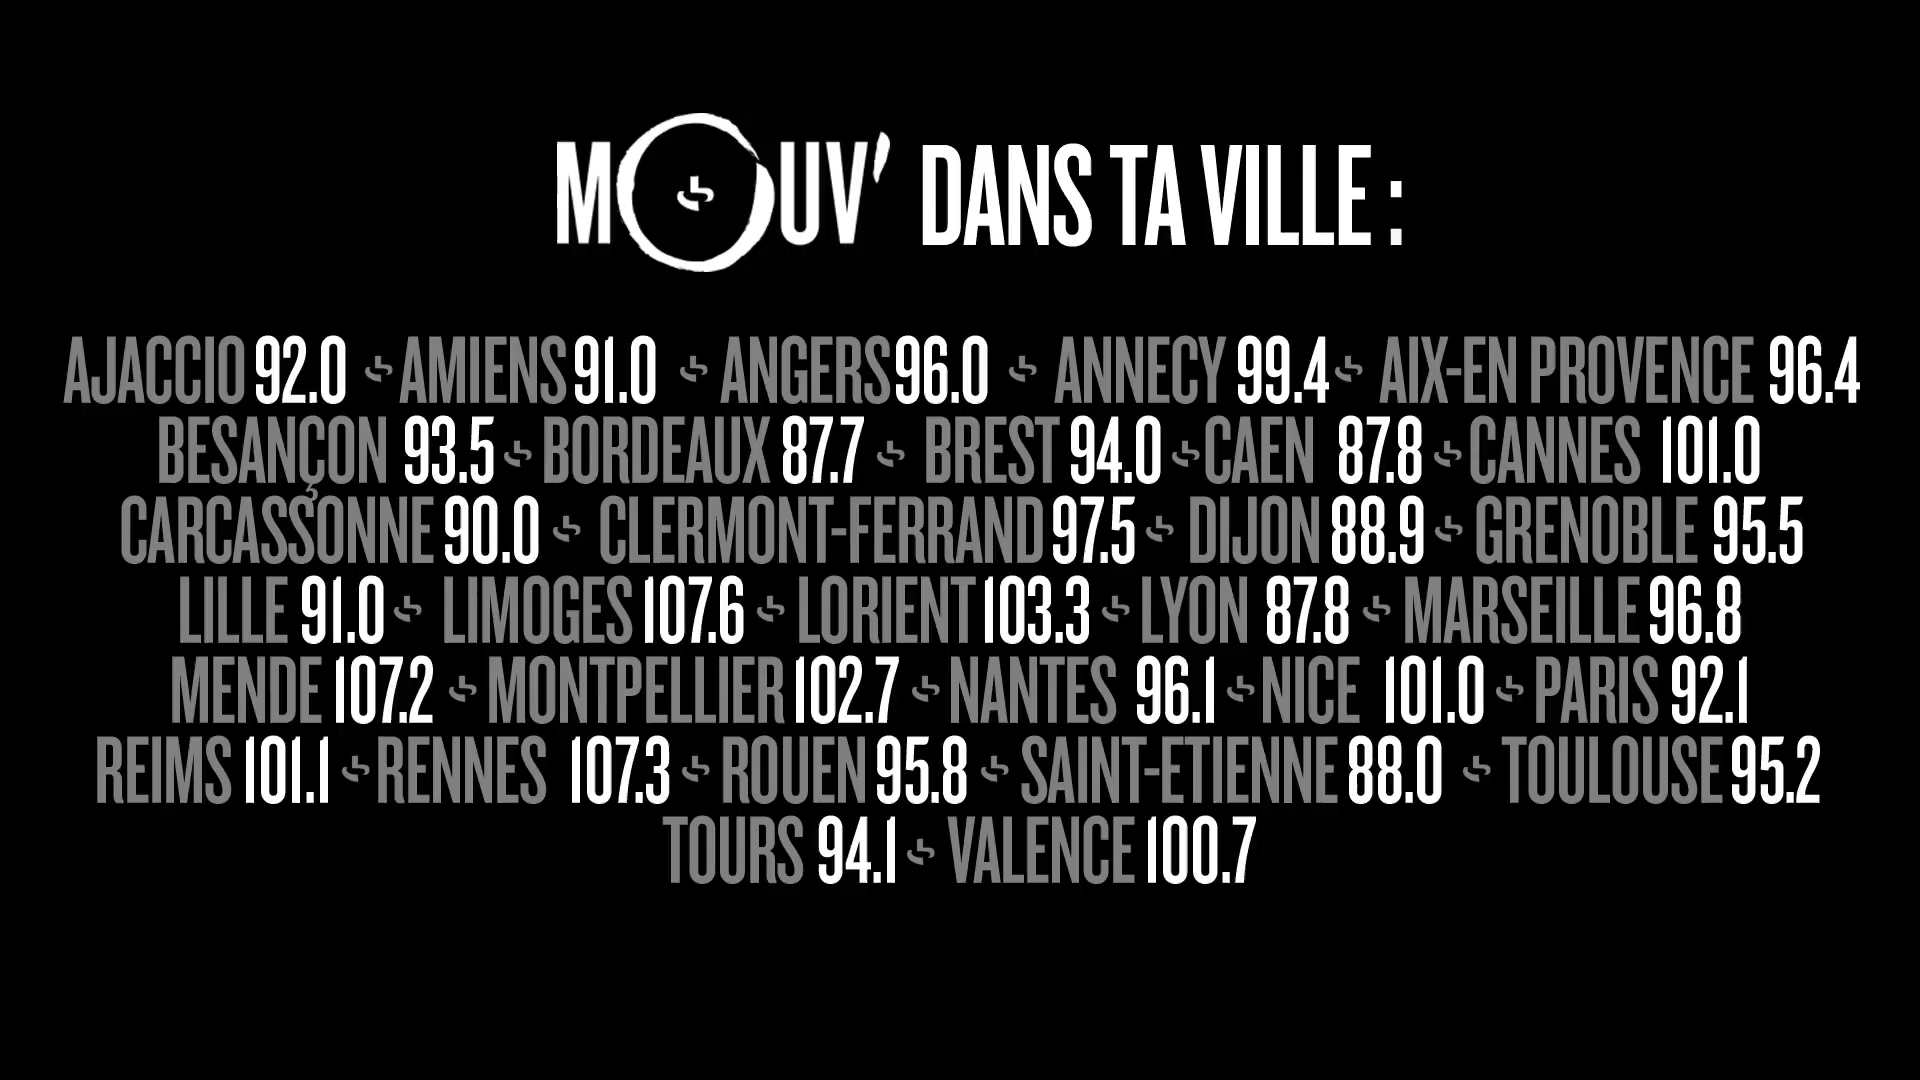 MOUV' DANS TA VILLE :
AJACCIO 92.0 AMIENS 91.0 ANGERS 96.0 ANNECY 99.4 AIX-EN PROVENCE 96.4
BESANÇON 93.5 BORDEAUX 87.7 BREST 94.0 CAEN 87.8 CANNES 101.0
CARCASSONNE 90.0 CLERMONT-FERRAND 97.5 DIJON 88.9 GRENOBLE 95.5
LILLE 91.0 LIMOGES 107.6 LORIENT 103.3 LYON 87.8 MARSEILLE 96.8
MENDE 107.2 MONTPELLIER 102.7 NANTES 96.1 NICE 101.0 PARIS 92.1
REIMS 101.1 RENNES 107.3 ROUEN 95.8 SAINT-ETIENNE 88.0 TOULOUSE 95.2
TOURS 94.1 VALENCE 100.7